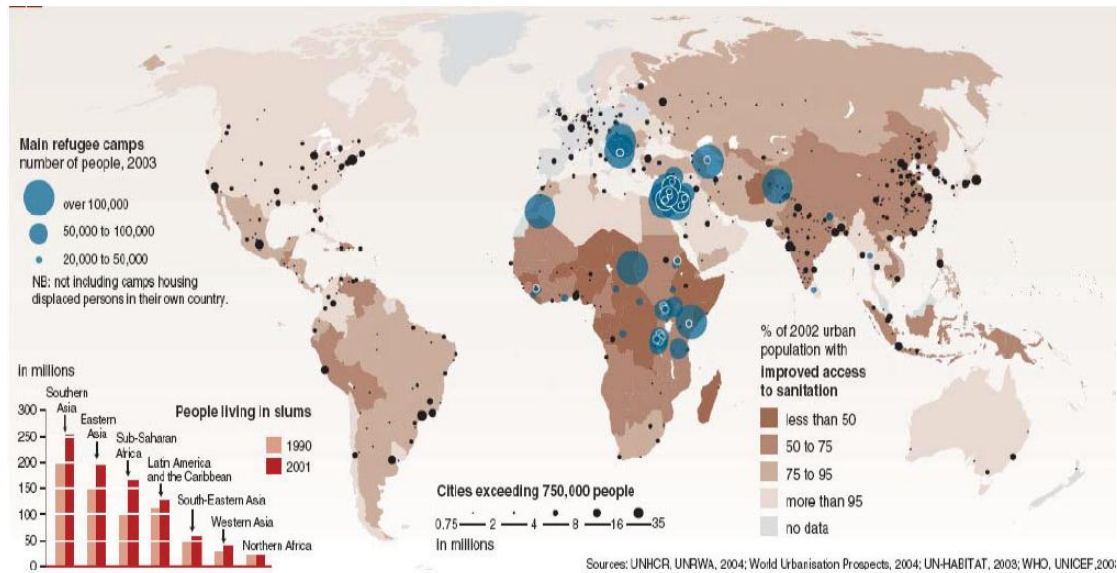 Main refugee camps
number of people, 2003
over 100,000
50,000 to 100,000
20,000 to 50,000
NB: not including camps housing
displaced persons in their own country.
in millions
People living in slums
1990
2001
300
250
200
150
100
50
0
Southern
Asia
Eastern
Asia
Sub-Saharan
Africa
Latin America
and the Caribbean
South-Eastern Asia
Western Asia
Northern Africa
Cities exceeding 750,000 people
0.75 2 4 8 16 35
In millions
% of 2002 urban
population with
improved access
to sanitation
less than 50
50 to 75
75 to 95
more than 95
no data
Sources: UNHCR, UNRWA, 2004; World Urbanisation Prospects, 2004; UN-HABITAT, 2003; WHO, UNICEF,